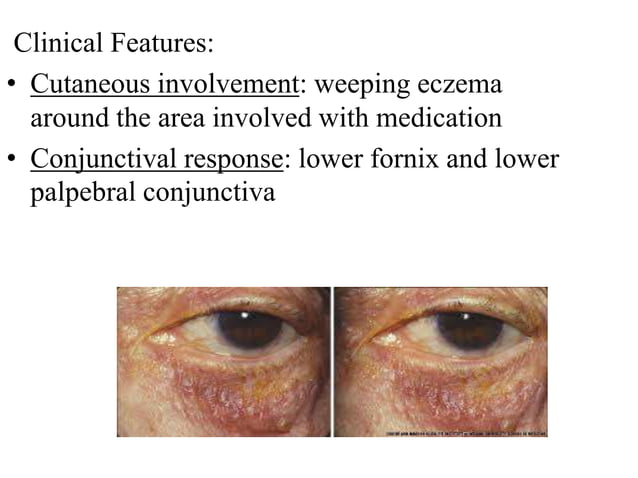 Clinical Features:
• Cutaneous involvement: weeping eczema
around the area involved with medication
• Conjunctival response: lower fornix and lower
palpebral conjunctiva